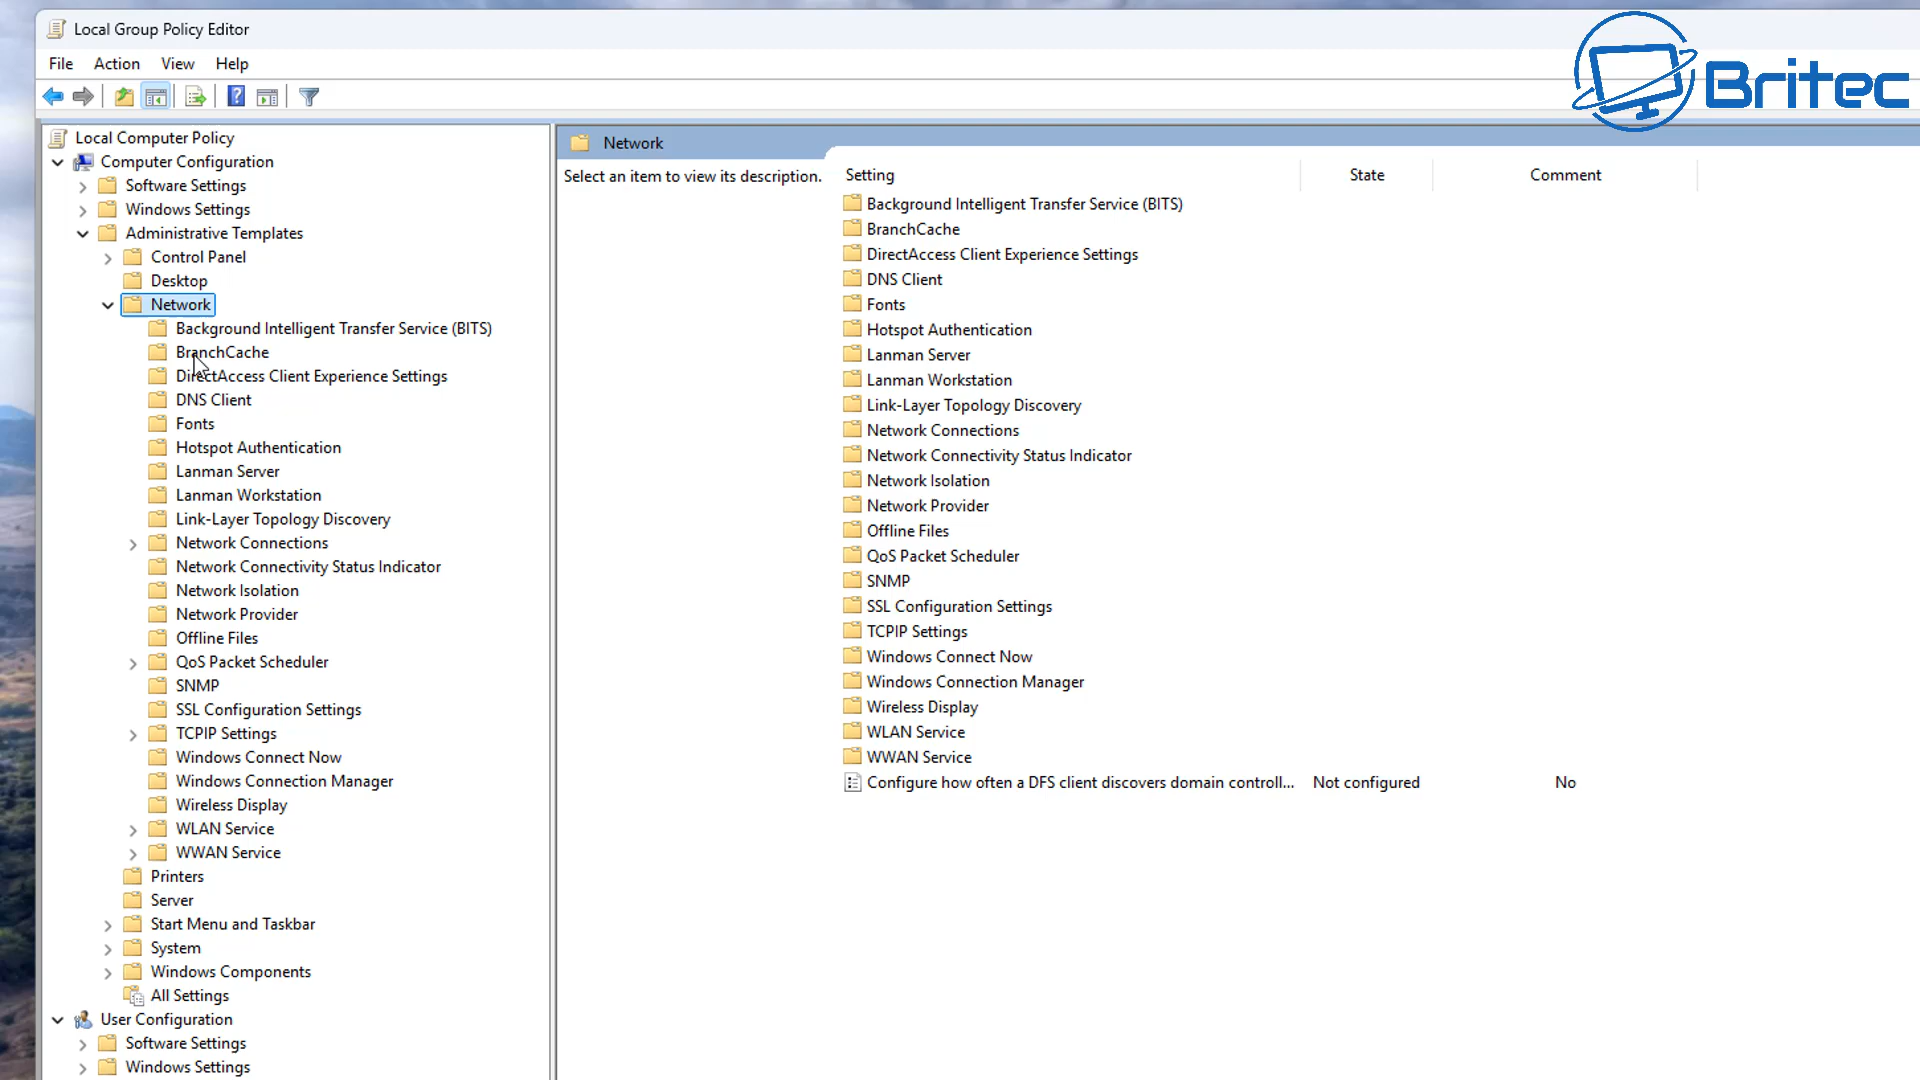 Local Group Policy Editor
File Action View Help
Britec
Local Computer Policy
Computer Configuration
Software Settings
Windows Settings
Administrative Templates
Control Panel
Desktop
Network
Background Intelligent Transfer Service (BITS)
BranchCache
DirectAccess Client Experience Settings
DNS Client
Fonts
Hotspot Authentication
Lanman Server
Lanman Workstation
Link-Layer Topology Discovery
Network Connections
Network Connectivity Status Indicator
Network Isolation
Network Provider
Offline Files
QoS Packet Scheduler
SNMP
SSL Configuration Settings
TCPIP Settings
Windows Connect Now
Windows Connection Manager
Wireless Display
WLAN Service
WWAN Service
Printers
Server
Start Menu and Taskbar
System
Windows Components
All Settings
User Configuration
Software Settings
Windows Settings
Network
Select an item to view its description.
Setting State Comment
Background Intelligent Transfer Service (BITS)
BranchCache
DirectAccess Client Experience Settings
DNS Client
Fonts
Hotspot Authentication
Lanman Server
Lanman Workstation
Link-Layer Topology Discovery
Network Connections
Network Connectivity Status Indicator
Network Isolation
Network Provider
Offline Files
QoS Packet Scheduler
SNMP
SSL Configuration Settings
TCPIP Settings
Windows Connect Now
Windows Connection Manager
Wireless Display
WLAN Service
WWAN Service
Configure how often a DFS client discovers domain controll... Not configured No